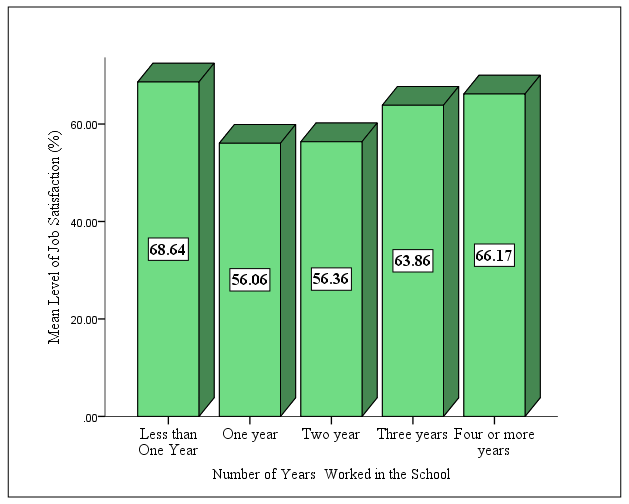 Mean Level of Job Satisfaction (%)
60.00
40.00
20.00
.00
68.64
56.06
56.36
63.86
66.17
Less than
One Year
One year
Two year
Three years
Four or more
years
Number of Years  Worked in the School